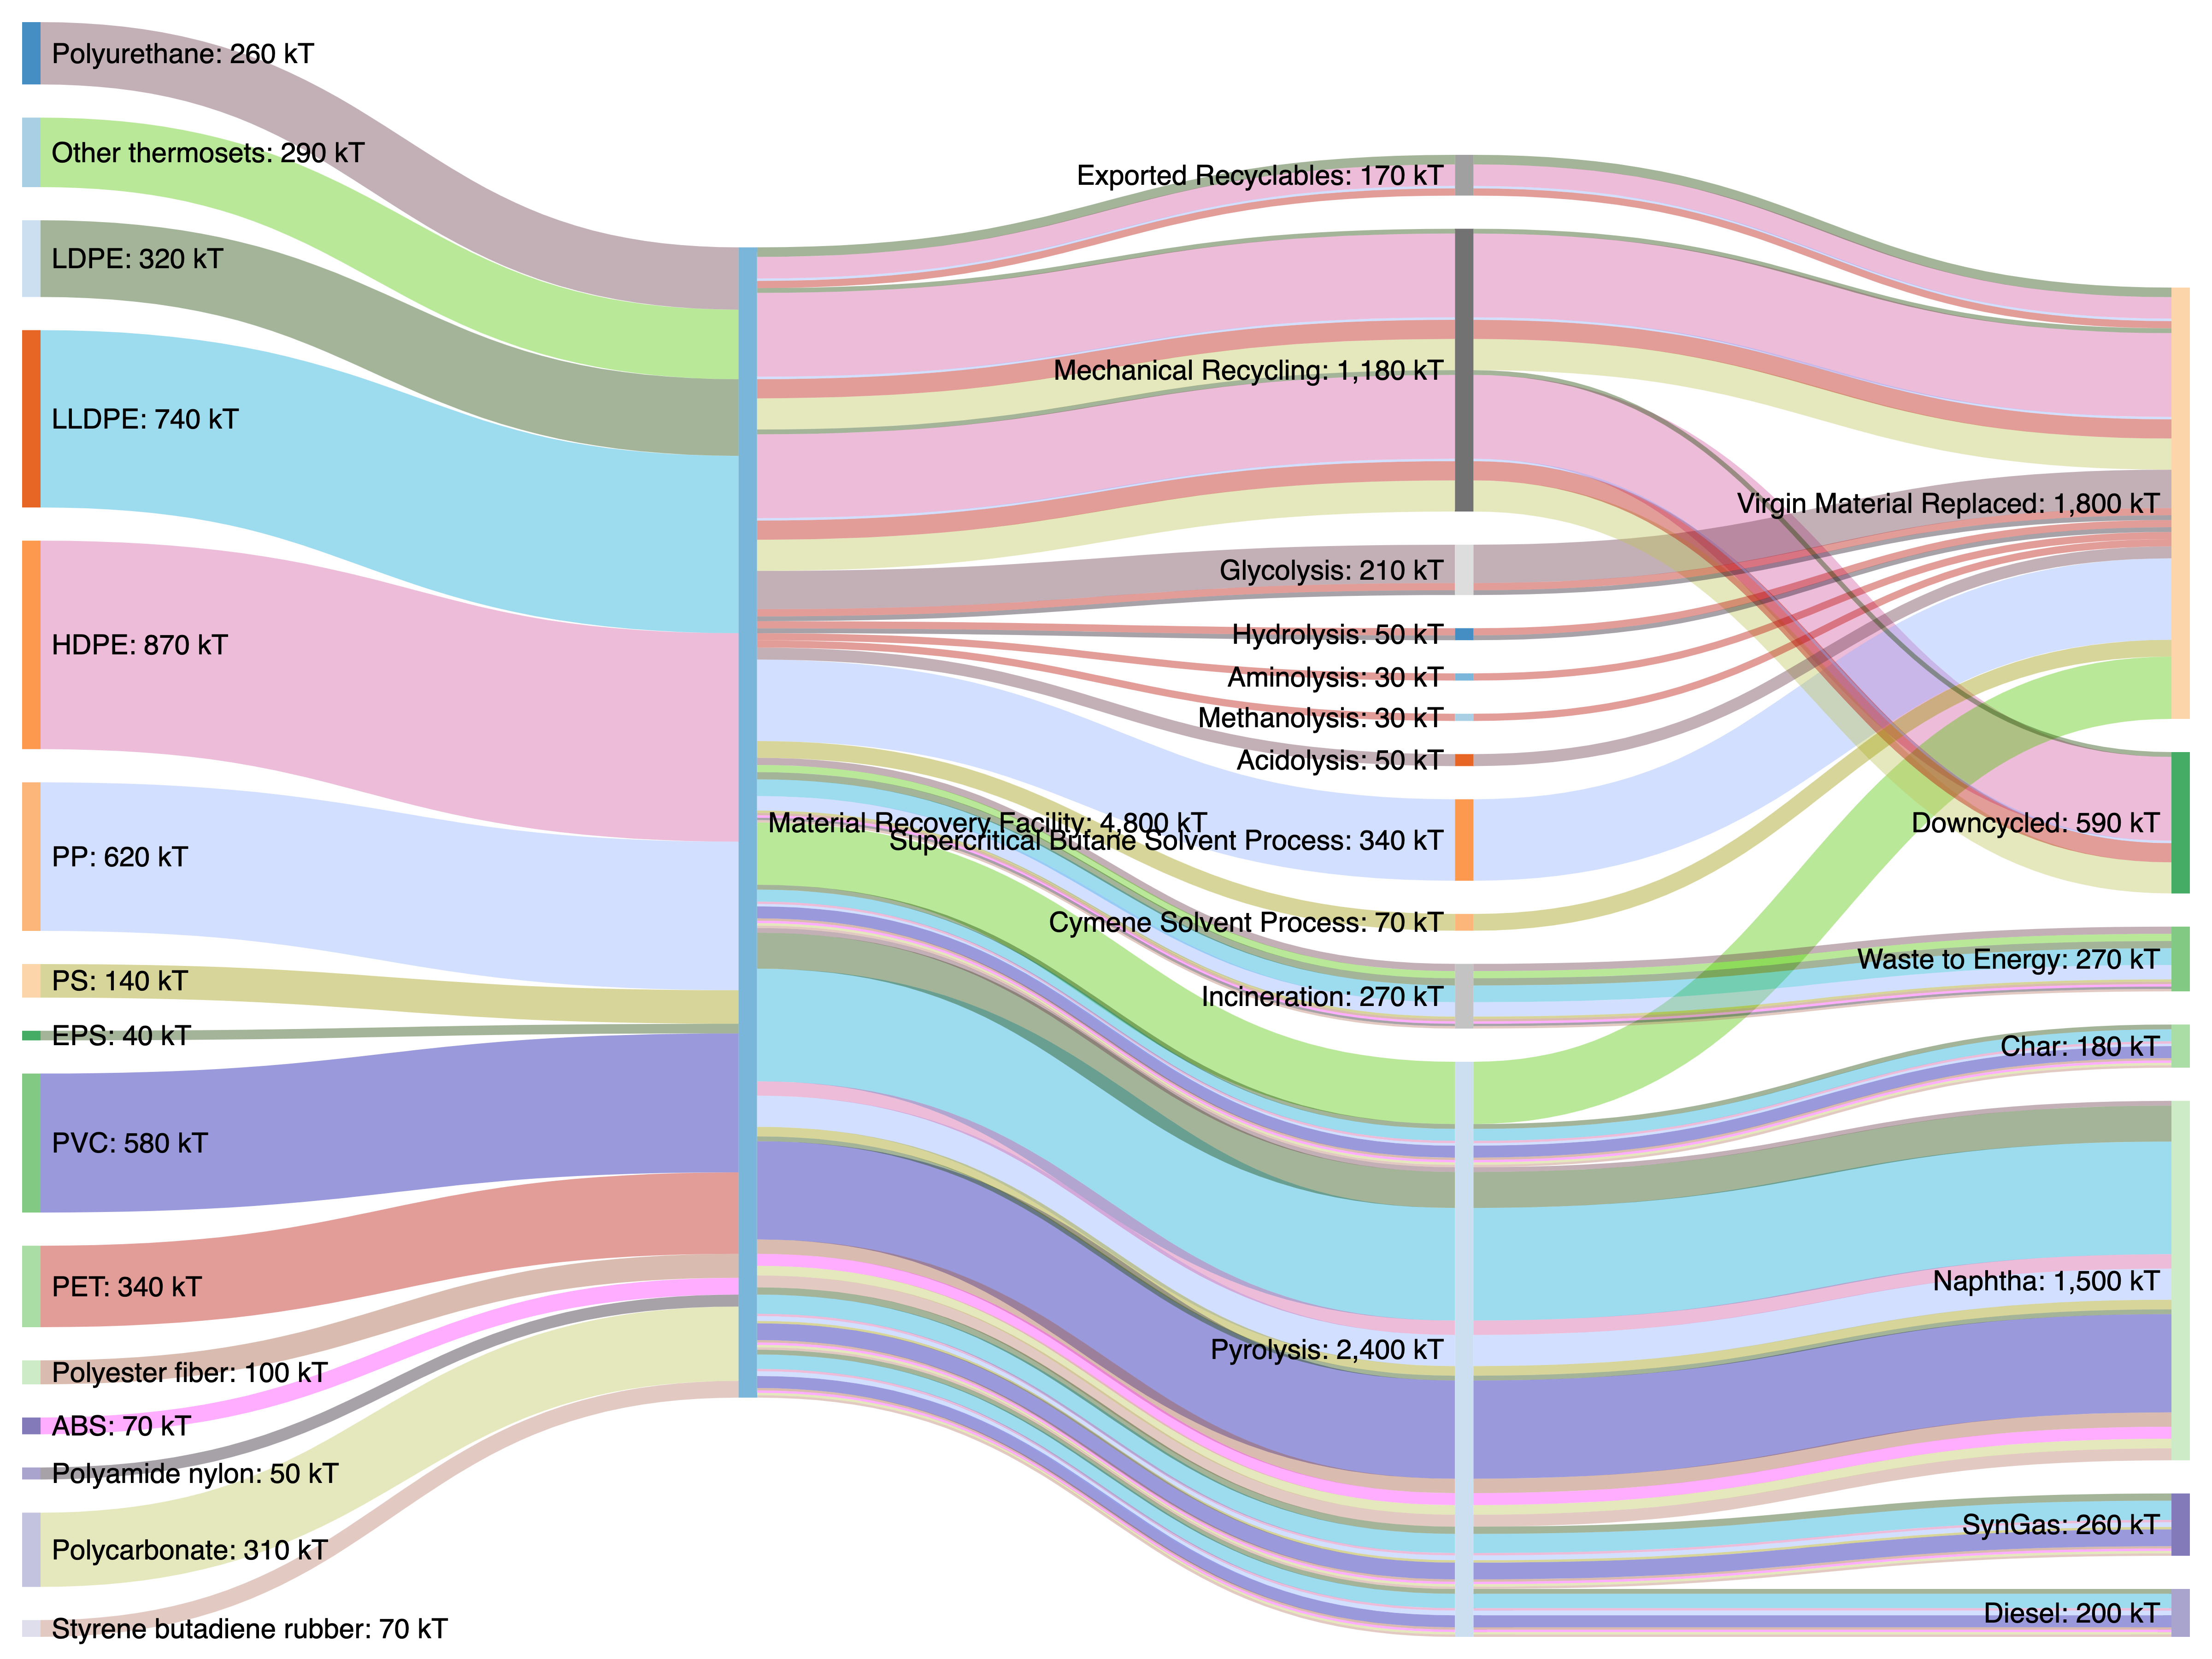 Polyurethane: 260 kT
Other thermosets: 290 kT
LDPE: 320 kT
LLDPE: 740 kT
HDPE: 870 kT
PP: 620 kT
PS: 140 kT
EPS: 40 kT
PVC: 580 kT
PET: 340 kT
Polyester fiber: 100 kT
ABS: 70 kT
Polyamide nylon: 50 kT
Polycarbonate: 310 kT
Styrene butadiene rubber: 70 kT
Material Recovery Facility: 4,800 kT
Exported Recyclables: 170 kT
Mechanical Recycling: 1,180 kT
Glycolysis: 210 kT
Hydrolysis: 50 kT
Aminolysis: 30 kT
Methanolysis: 30 kT
Acidolysis: 50 kT
Supercritical Butane Solvent Process: 340 kT
Cymene Solvent Process: 70 kT
Incineration: 270 kT
Pyrolysis: 2,400 kT
Virgin Material Replaced: 1,800 kT
Downcycled: 590 kT
Waste to Energy: 270 kT
Char: 180 kT
Naphtha: 1,500 kT
SynGas: 260 kT
Diesel: 200 kT